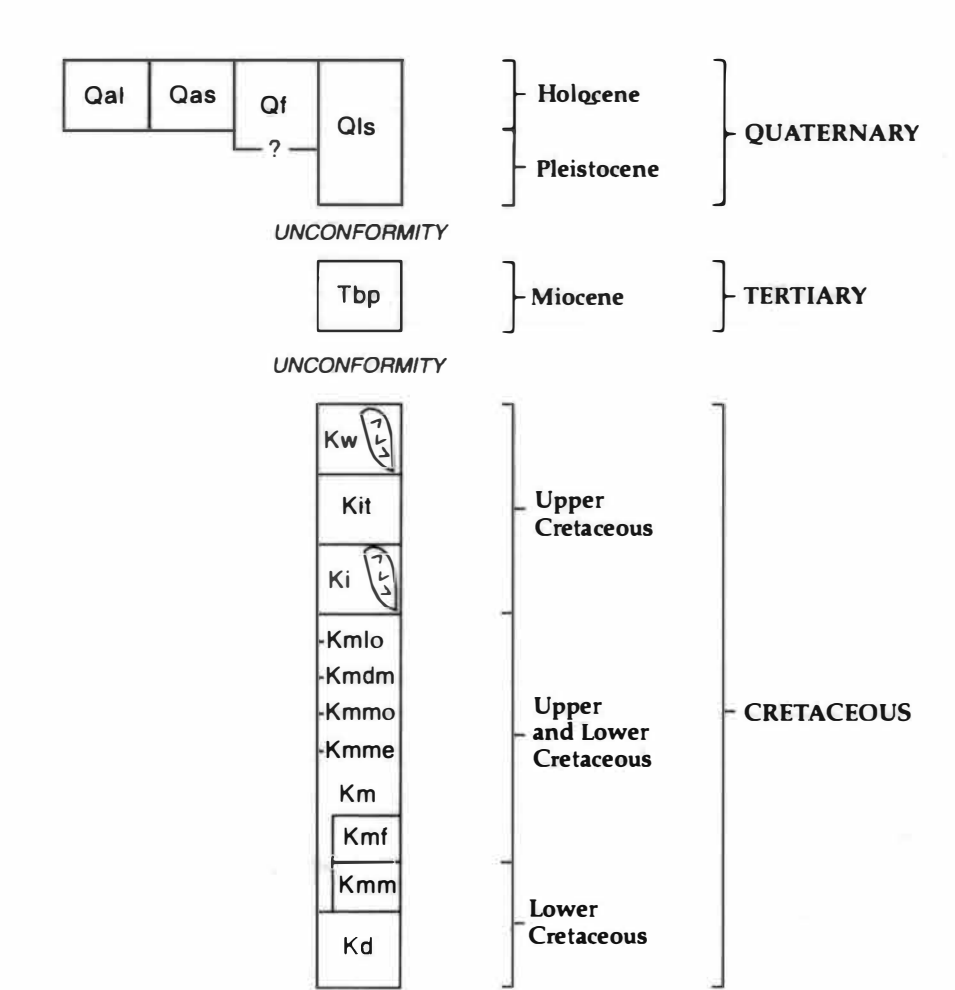 Qal Qas Qf Qls Holocene
? QUATERNARY
Pleistocene
UNCONFORMITY
Tbp Miocene TERTIARY
UNCONFORMITY
Kw
Kit Upper
Cretaceous
Ki
Kmlo
Kmdm
Kmmo Upper
and Lower
Cretaceous CRETACEOUS
Kmme
Km
Kmf
Kmm
Lower
Cretaceous
Kd